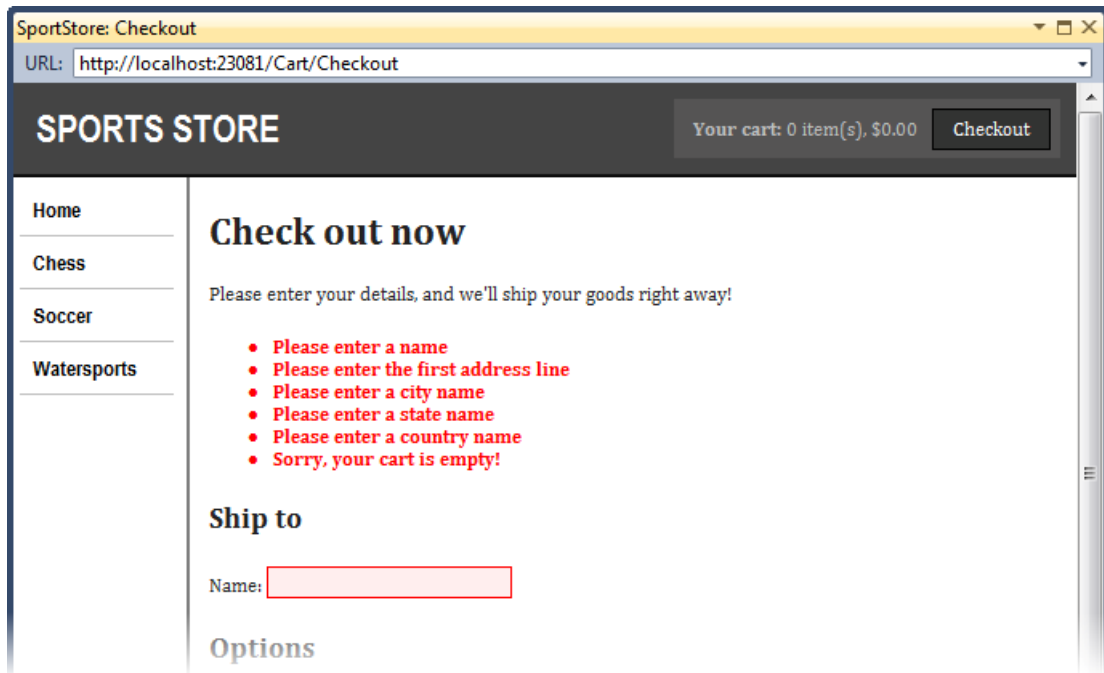 SportStore: Checkout
URL: http://localhost:23081/Cart/Checkout
SPORTS STORE
Your cart: 0 item(s), $0.00 Checkout
Home
Chess
Soccer
Watersports
Check out now
Please enter your details, and we'll ship your goods right away!
• Please enter a name
• Please enter the first address line
• Please enter a city name
• Please enter a state name
• Please enter a country name
• Sorry, your cart is empty!
Ship to
Name:
Options